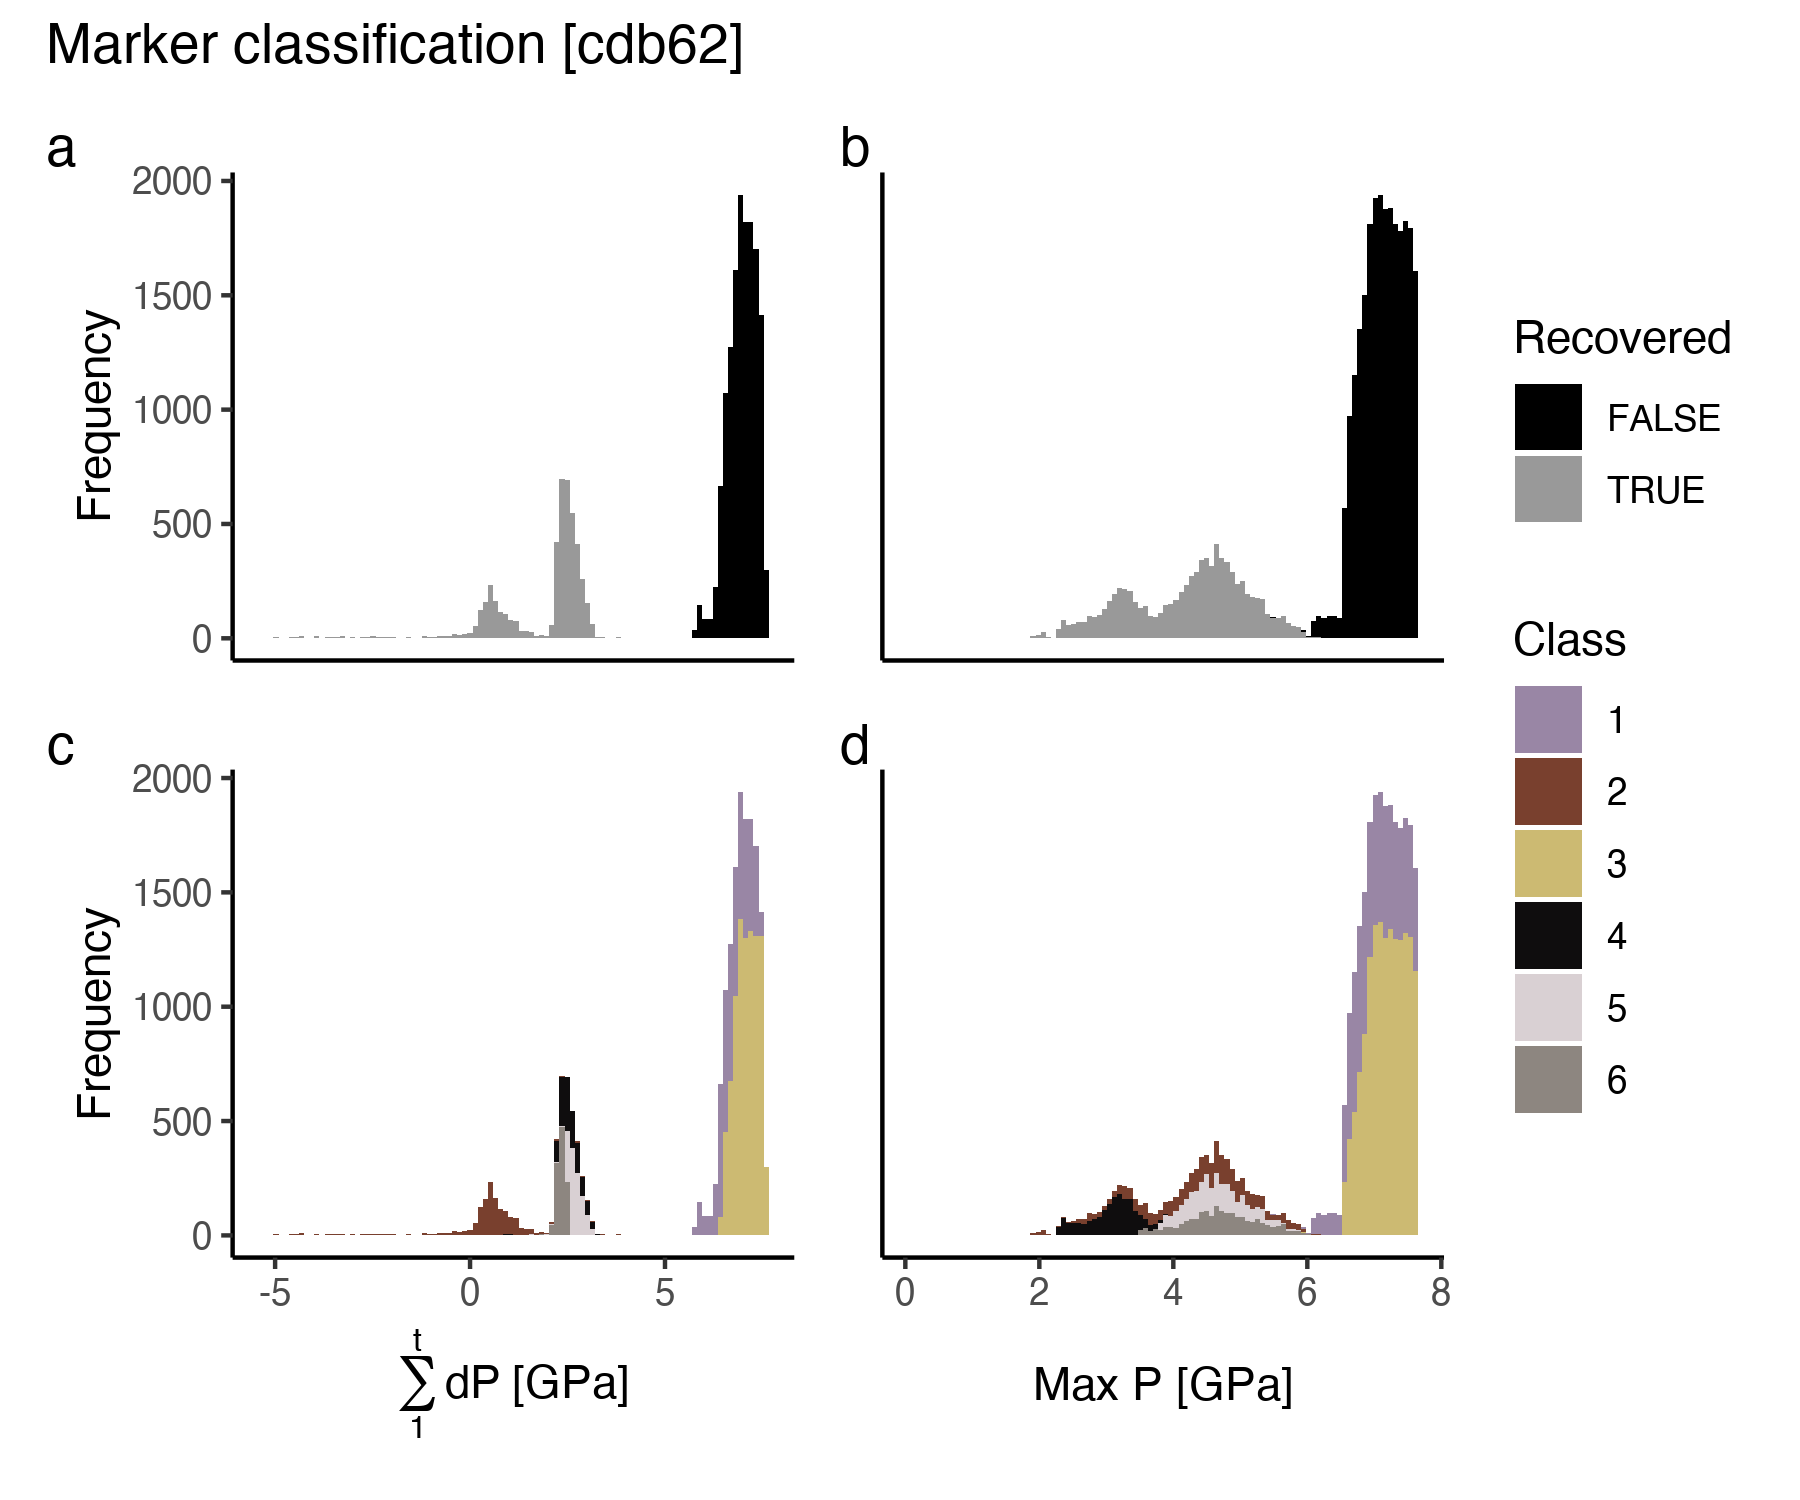 Marker classification [cdb62]
a
2000
1500
1000
500
0
Frequency
b
Recovered
FALSE
TRUE
Class
1
2
3
4
5
6
c
2000
1500
1000
500
0
Frequency
-5 0 5
t
∑ dP [GPa]
1
d
0 2 4 6 8
Max P [GPa]